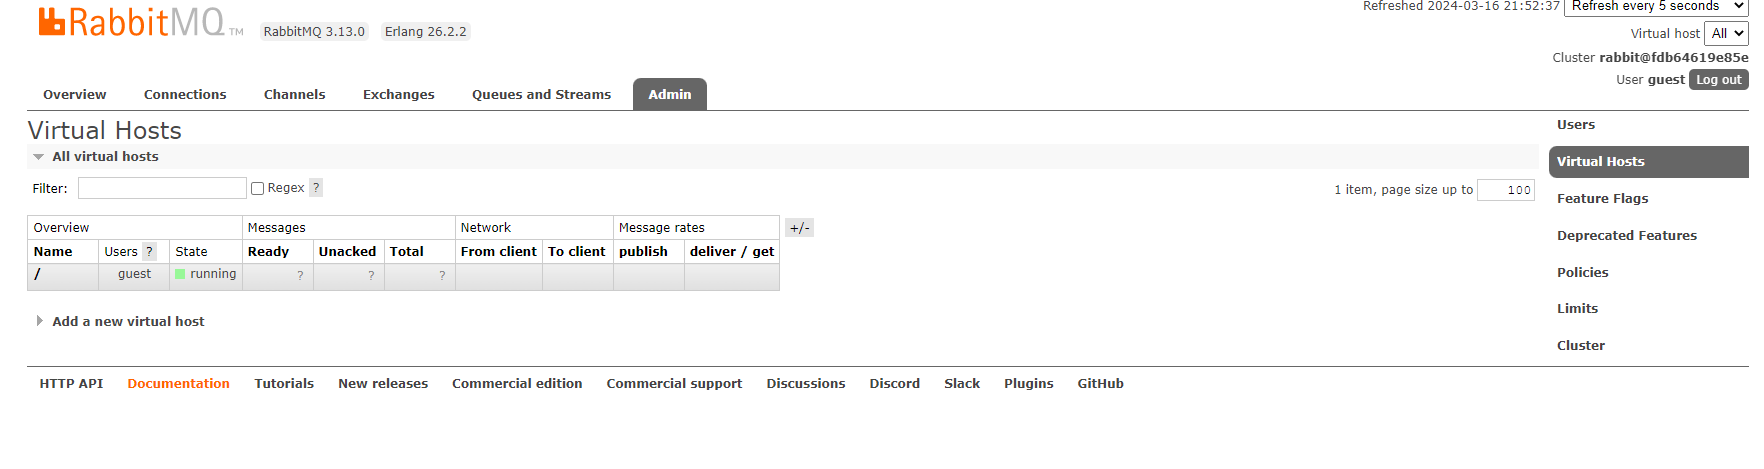 Refreshed 2024-03-16 21:52:37 Refresh every 5 seconds
RabbitMQ TM RabbitMQ 3.13.0 Erlang 26.2.2
Virtual host All
Cluster rabbit@fdb64619e85e
User guest Log out
Overview Connections Channels Exchanges Queues and Streams Admin
Virtual Hosts
All virtual hosts
Filter: Regex ? 1 item, page size up to 100
Overview Messages Network Message rates +/-
Name Users ? State Ready Unacked Total From client To client publish deliver / get
/ guest running ? ? ?
Add a new virtual host
Users
Virtual Hosts
Feature Flags
Deprecated Features
Policies
Limits
Cluster
HTTP API Documentation Tutorials New releases Commercial edition Commercial support Discussions Discord Slack Plugins GitHub